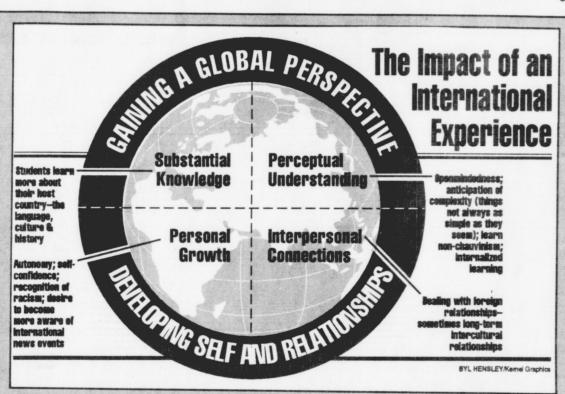 The Impact of an
International
Experience
GAINING A GLOBAL PERSPECTIVE
Substantial
Knowledge
Perceptual
Understanding
Personal
Growth
Interpersonal
Connections
DEVELOPING SELF AND RELATIONSHIPS
Students learn
more about
their host
country–the
language,
culture &
history
Autonomy; self-
confidence;
recognition of
racism; desire
to become
more aware of
international
news events
Openmindedness;
anticipation of
complexity (things
not always as
simple as they
seem); learn
non-chauvinism;
internalized
learning
Dealing with foreign
relationships–
sometimes long-term
intercultural
relationships
BYL HENSLEY/Kernel Graphics